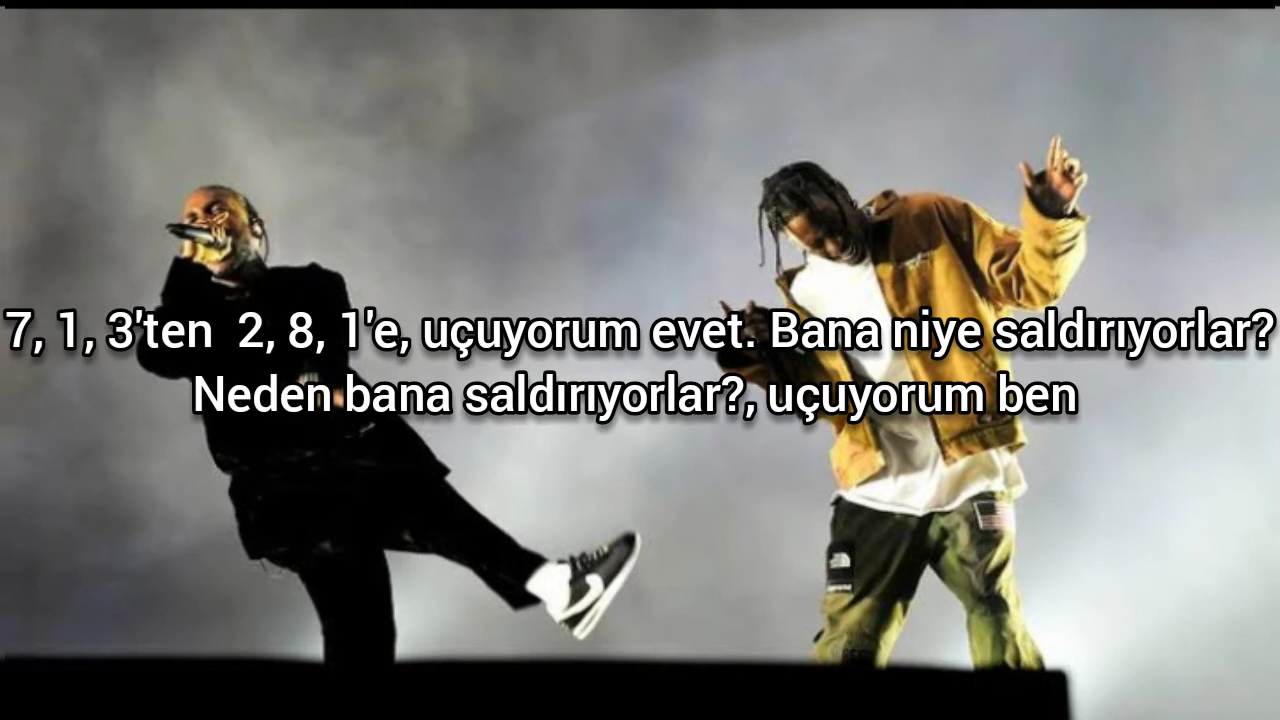 7, 1, 3'ten  2, 8, 1'e, uçuyorum evet. Bana niye saldırıyorlar?
Neden bana saldırıyorlar?, uçuyorum ben